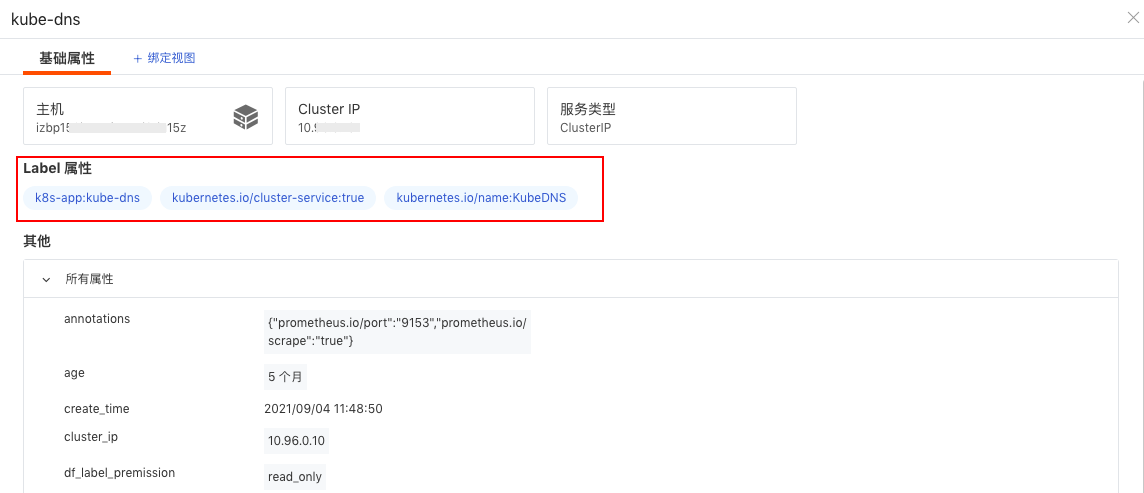 kube-dns
基础属性
+ 绑定视图
主机
izbp15 15z
Cluster IP
10.9
服务类型
ClusterIP
Label 属性
k8s-app:kube-dns
kubernetes.io/cluster-service:true
kubernetes.io/name:KubeDNS
其他
所有属性
annotations
{"prometheus.io/port":"9153","prometheus.io/
scrape":"true"}
age
5 个月
create_time
2021/09/04 11:48:50
cluster_ip
10.96.0.10
df_label_premission
read_only